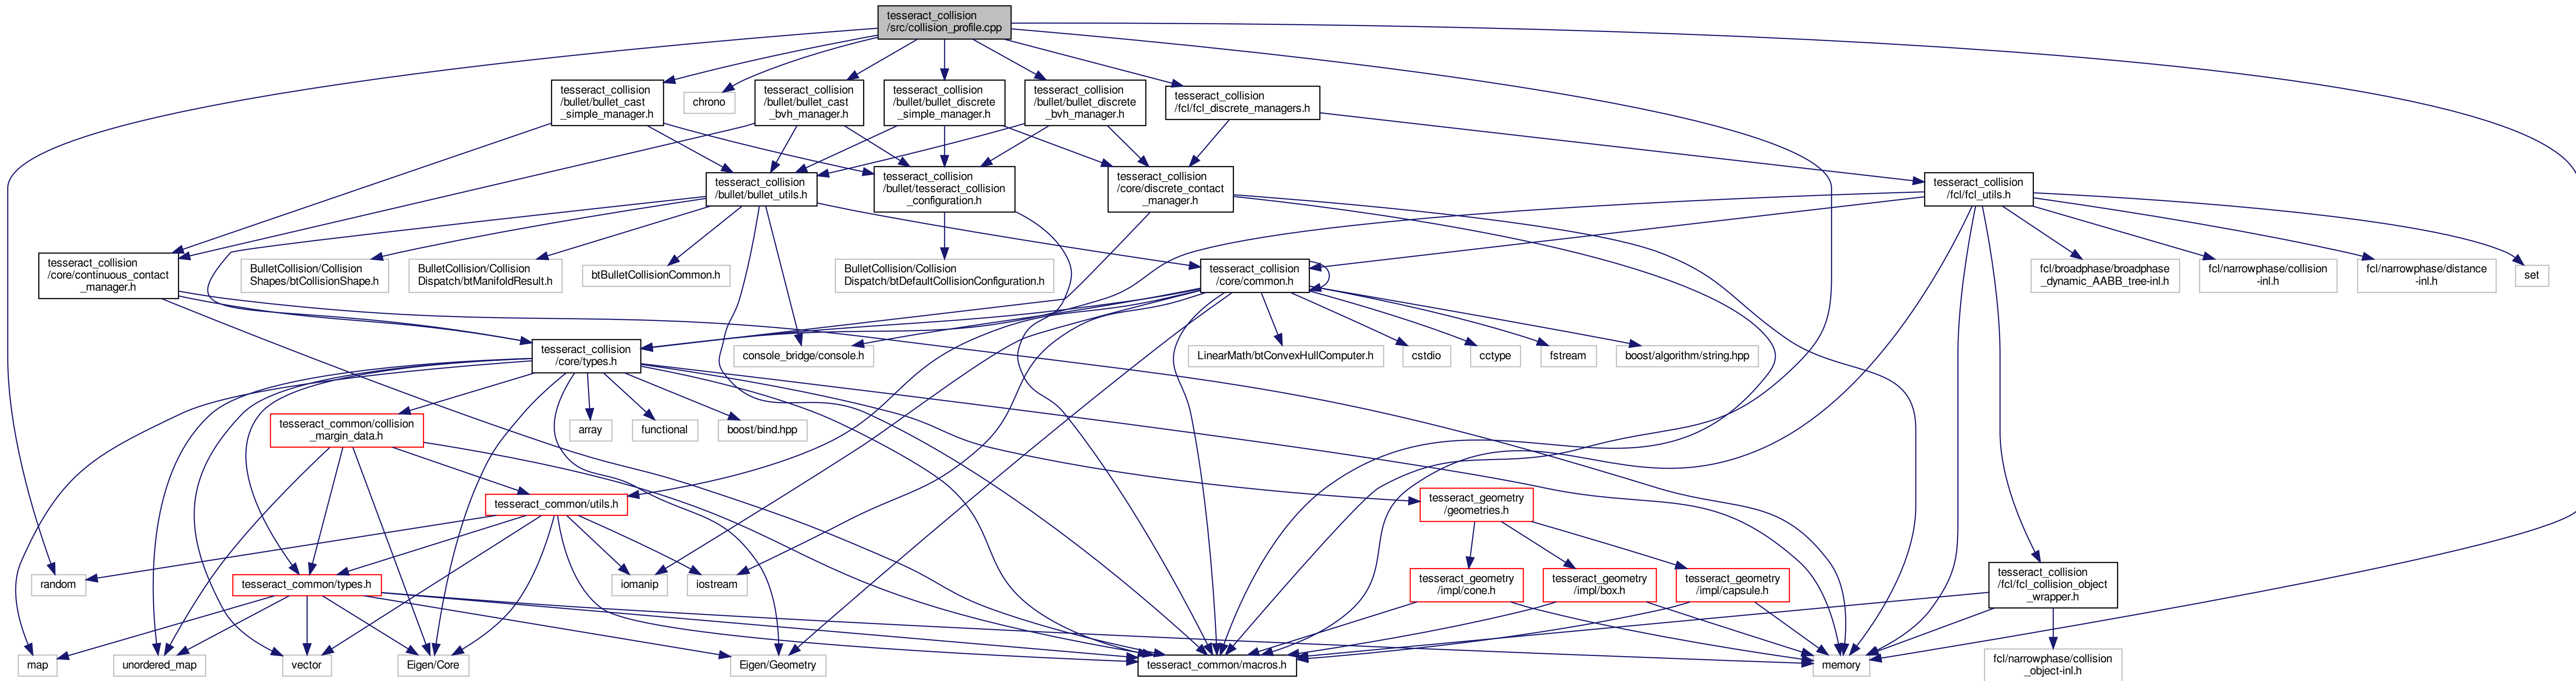 tesseract_collision
/src/collision_profile.cpp
tesseract_collision
/bullet/bullet_cast
_simple_manager.h
chrono
tesseract_collision
/bullet/bullet_cast
_bvh_manager.h
tesseract_collision
/bullet/bullet_discrete
_simple_manager.h
tesseract_collision
/bullet/bullet_discrete
_bvh_manager.h
tesseract_collision
/fcl/fcl_discrete_managers.h
tesseract_collision
/bullet/bullet_utils.h
tesseract_collision
/bullet/tesseract_collision
_configuration.h
tesseract_collision
/core/discrete_contact
_manager.h
tesseract_collision
/fcl/fcl_utils.h
tesseract_collision
/core/continuous_contact
_manager.h
BulletCollision/Collision
Shapes/btCollisionShape.h
BulletCollision/Collision
Dispatch/btManifoldResult.h
btBulletCollisionCommon.h
BulletCollision/Collision
Dispatch/btDefaultCollisionConfiguration.h
tesseract_collision
/core/common.h
fcl/broadphase/broadphase
_dynamic_AABB_tree-inl.h
fcl/narrowphase/collision
-inl.h
fcl/narrowphase/distance
-inl.h
set
tesseract_collision
/core/types.h
console_bridge/console.h
LinearMath/btConvexHullComputer.h
cstdio
cctype
fstream
boost/algorithm/string.hpp
tesseract_common/collision
_margin_data.h
array
functional
boost/bind.hpp
tesseract_common/utils.h
tesseract_geometry
/geometries.h
random
tesseract_common/types.h
iomanip
iostream
tesseract_geometry
/impl/cone.h
tesseract_geometry
/impl/box.h
tesseract_geometry
/impl/capsule.h
tesseract_collision
/fcl/fcl_collision_object
_wrapper.h
map
unordered_map
vector
Eigen/Core
Eigen/Geometry
tesseract_common/macros.h
memory
fcl/narrowphase/collision
_object-inl.h